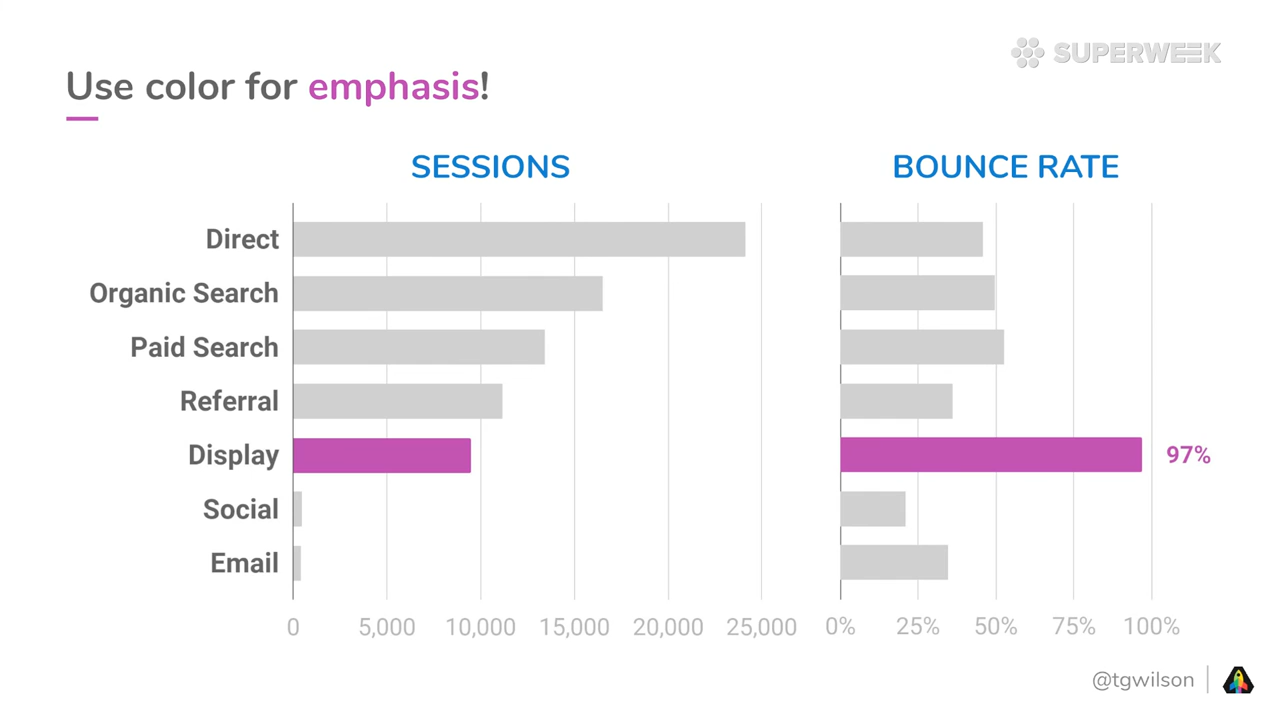 SUPERWEEK
Use color for emphasis!
SESSIONS
BOUNCE RATE
Direct
Organic Search
Paid Search
Referral
Display
97%
Social
Email
0 5,000 10,000 15,000 20,000 25,000
0% 25% 50% 75% 100%
@tgwilson